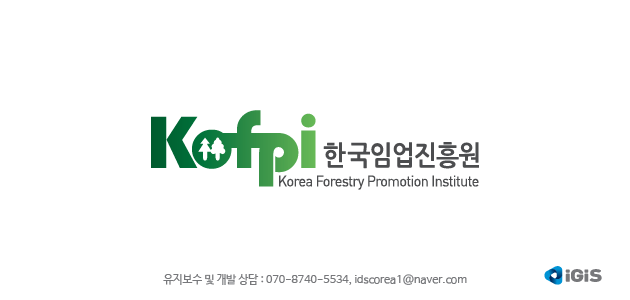 Kofpi 한국임업진흥원
Korea Forestry Promotion Institute
유지보수 및 개발 상담 : 070-8740-5534, idscorea1@naver.com
iGiS